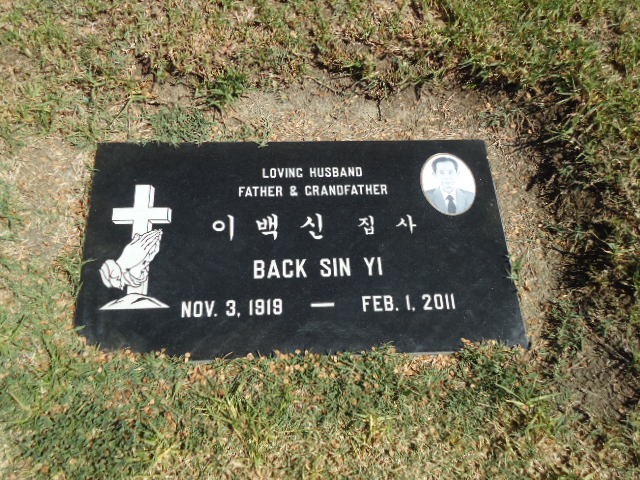 LOVING HUSBAND
FATHER & GRANDFATHER
이 백 신 집 사
BACK SIN YI
NOV. 3, 1919 — FEB. 1, 2011